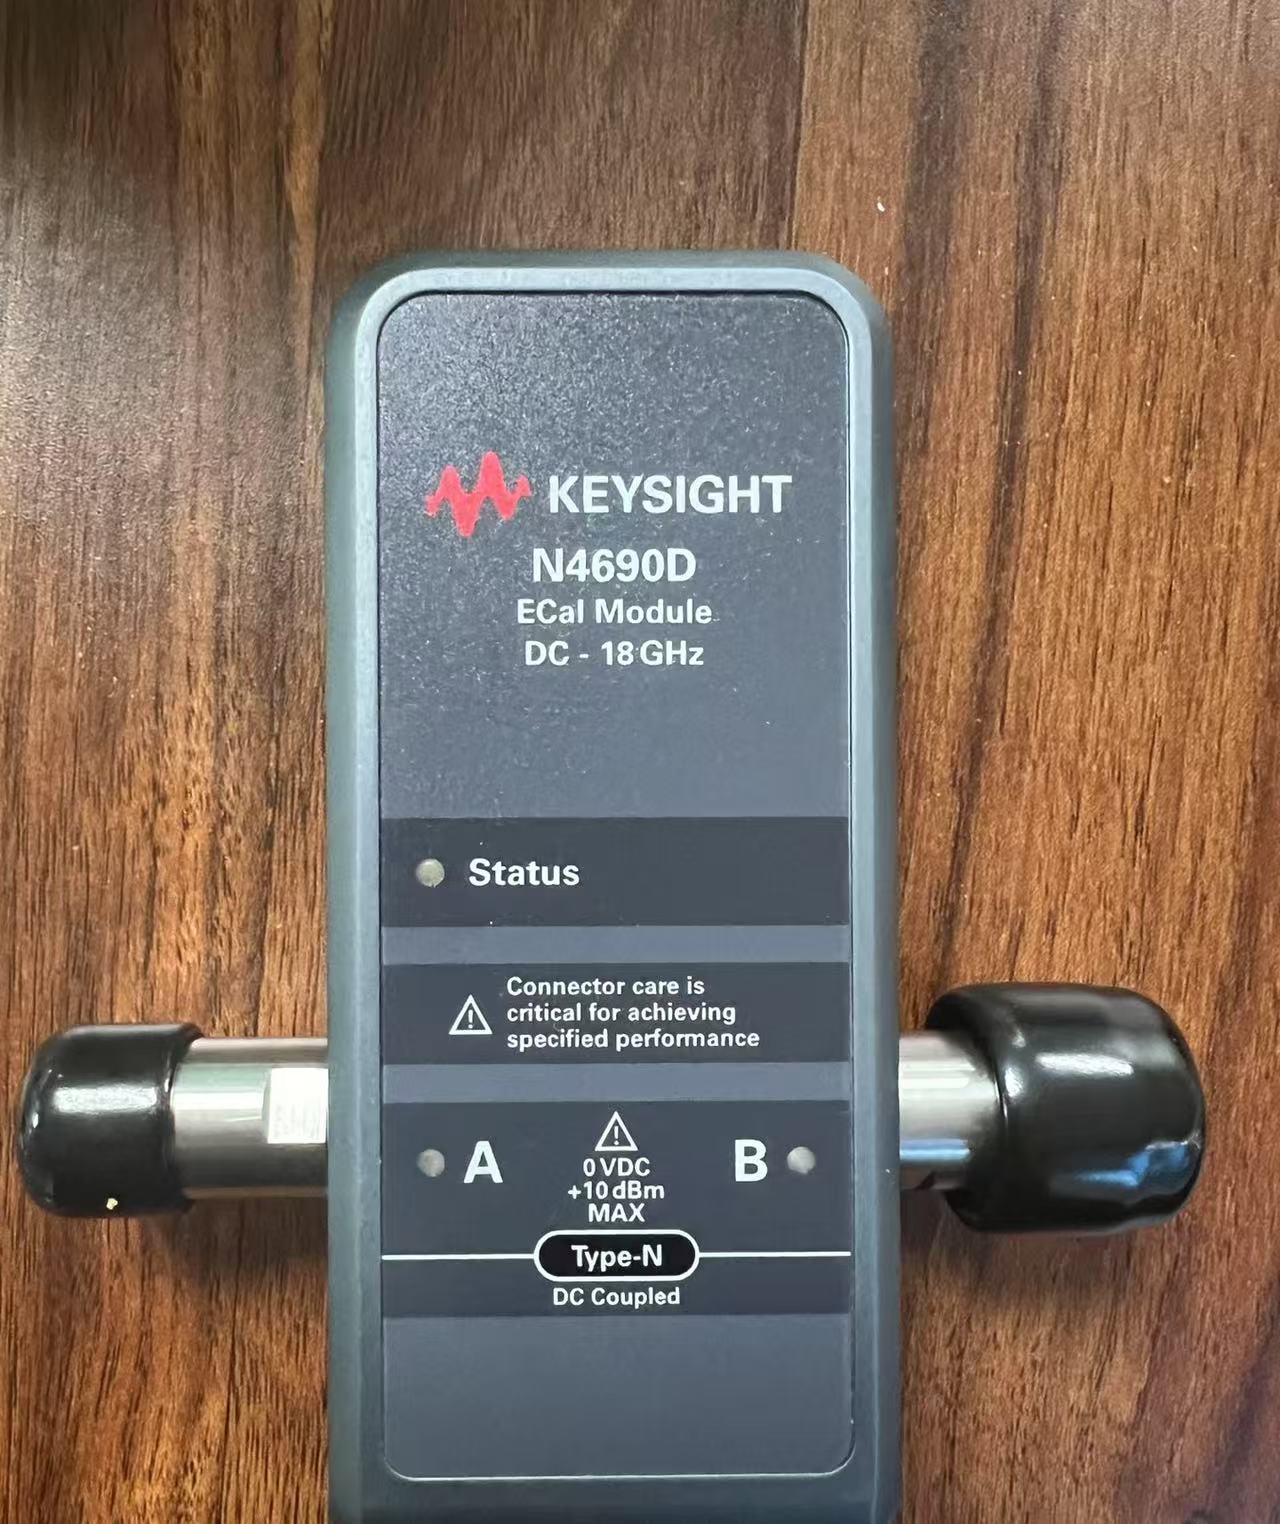 KEYSIGHT
N4690D
ECal Module
DC - 18 GHz
Status
Connector care is
critical for achieving
specified performance
A
B
0 VDC
+10 dBm
MAX
Type-N
DC Coupled